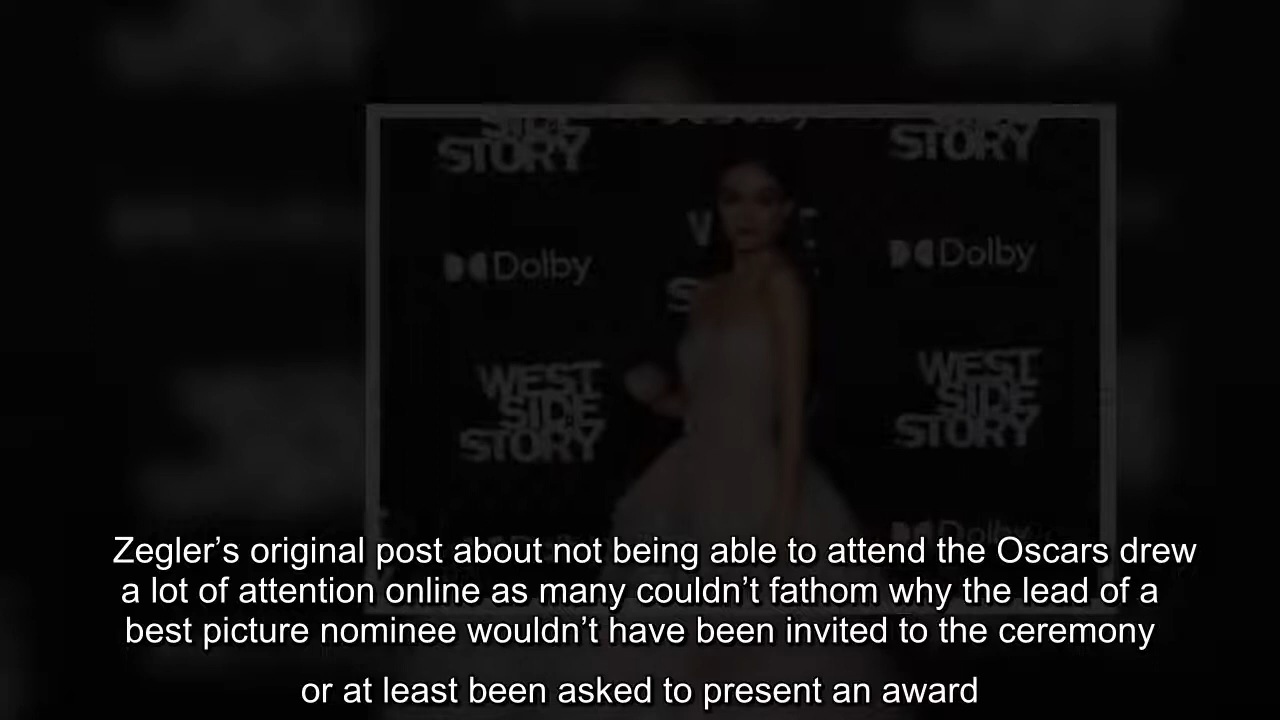 SIDE
STORY
STORY
Dolby
Dolby
WEST
SIDE
STORY
WEST
SIDE
STORY
Dolby
Zegler’s original post about not being able to attend the Oscars drew
a lot of attention online as many couldn’t fathom why the lead of a
best picture nominee wouldn’t have been invited to the ceremony
or at least been asked to present an award